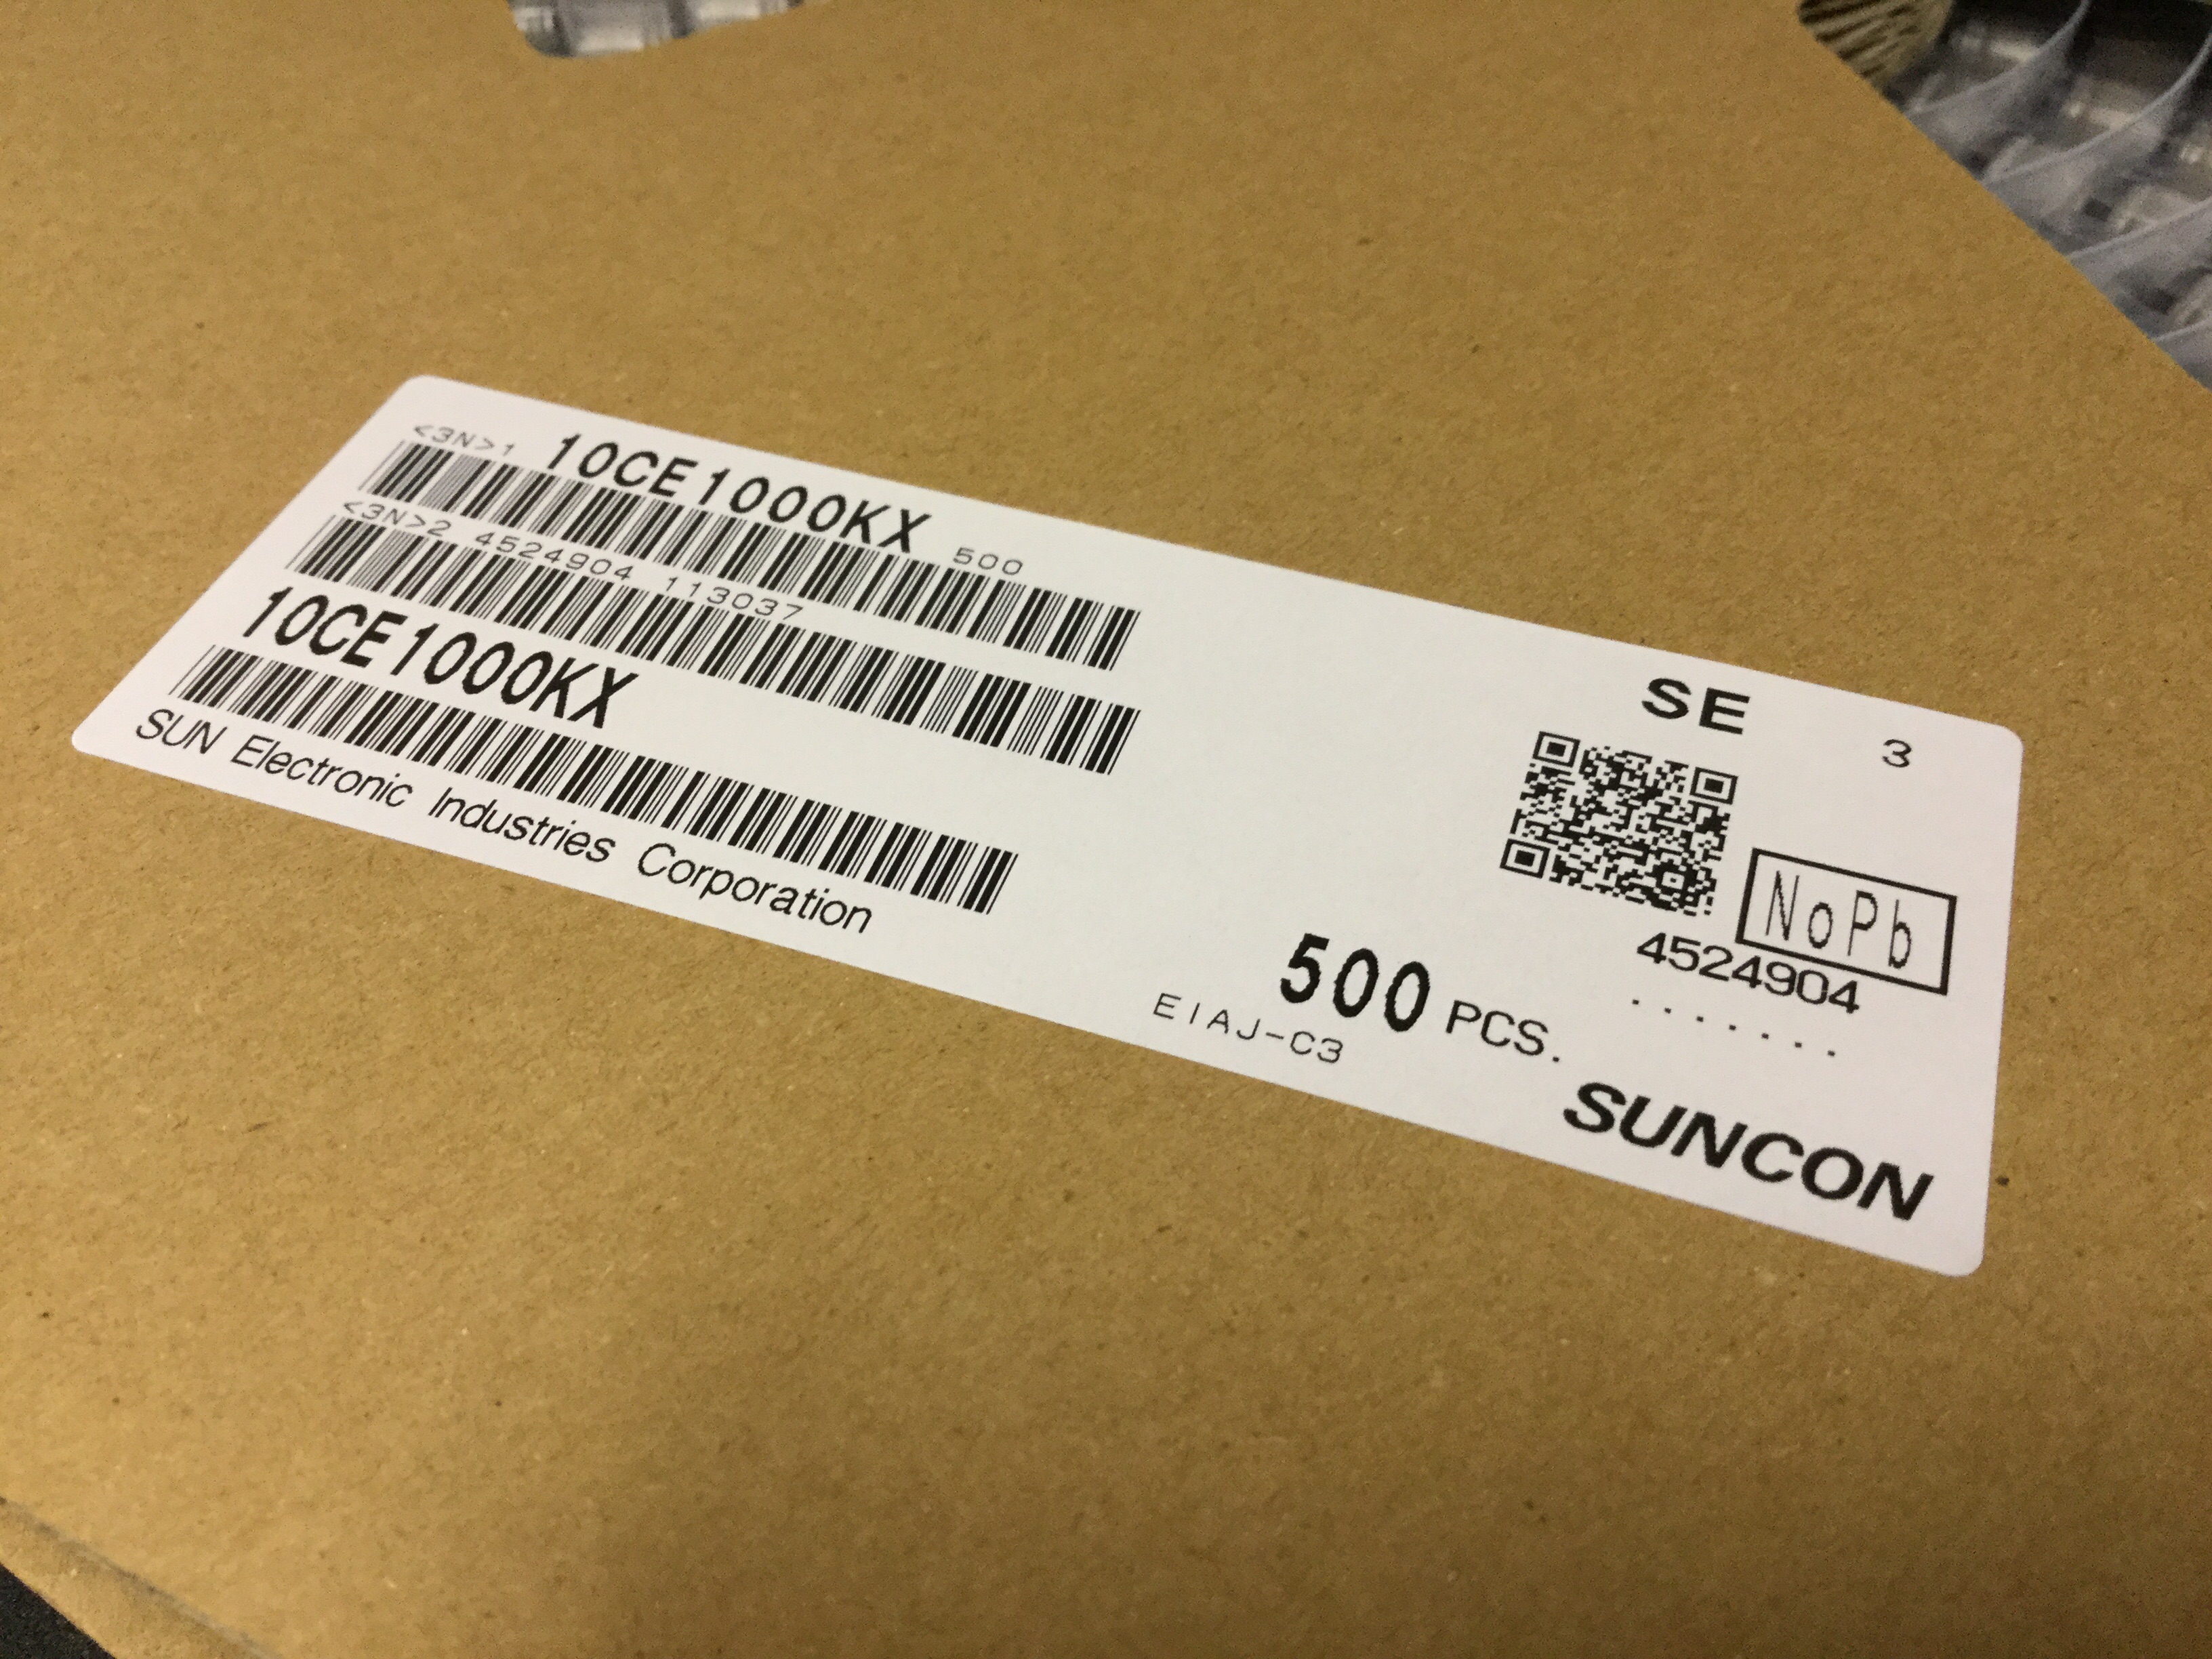 <3N>1 10CE1000KX 500
<3N>2 4524904 113037
10CE1000KX
SUN Electronic Industries Corporation
SE 3
NoPb
4524904
.......
500 PCS.
EIAJ-C3
SUNCON